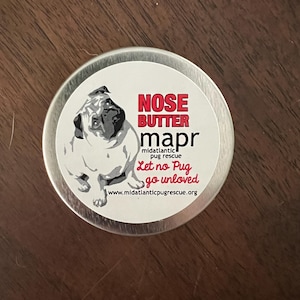 NOSE
BUTTER
mapr
midatlantic
pug rescue
Let no Pug
go unloved
www.midatlanticpugrescue.org